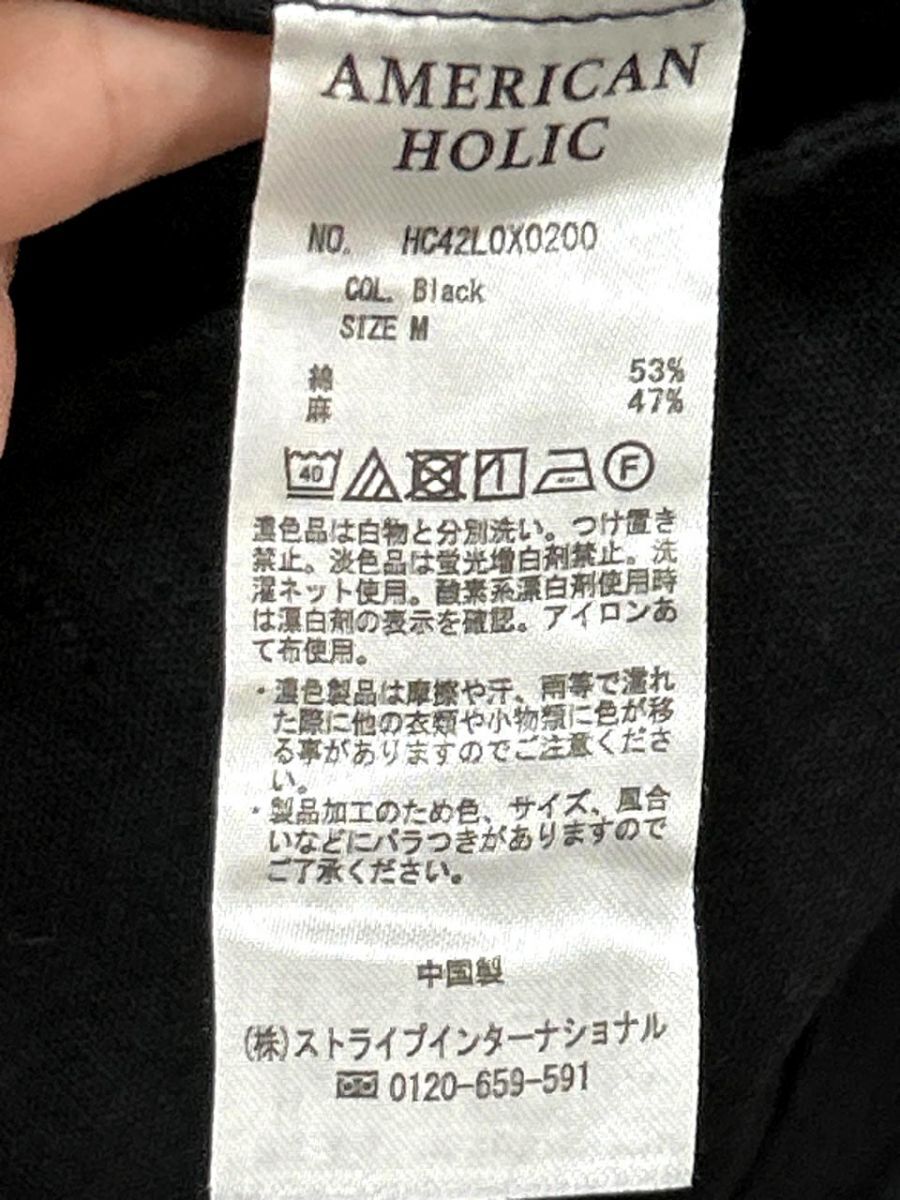 AMERICAN
HOLIC
NO. HC42L0X0200
COL. Black
SIZE M
綿 53%
麻 47%
40 F
濃色品は白物と分別洗い。つけ置き
禁止。淡色品は蛍光増白剤禁止。洗
濯ネット使用。酸素系漂白剤使用時
は漂白剤の表示を確認。アイロンあ
て布使用。
・濃色製品は摩擦や汗、雨等で濡れ
た際に他の衣類や小物類に色が移
る事がありますのでご注意くださ
い。
・製品加工のため色、サイズ、風合
いなどにバラつきがありますので
ご了承ください。
中国製
(株)ストライプインターナショナル
0120-659-591